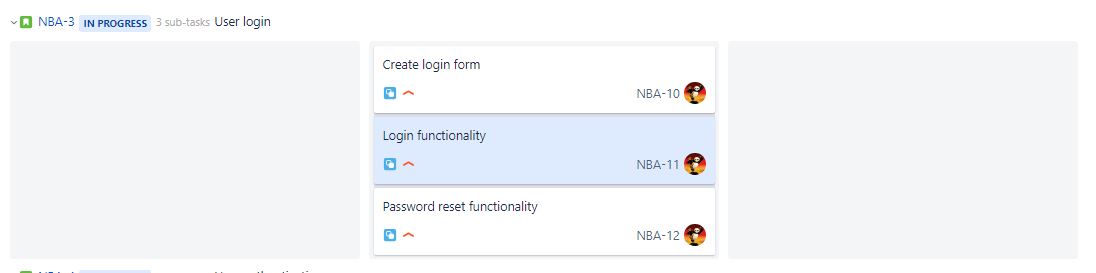 NBA-3 IN PROGRESS 3 sub-tasks User login
Create login form
NBA-10
Login functionality
NBA-11
Password reset functionality
NBA-12